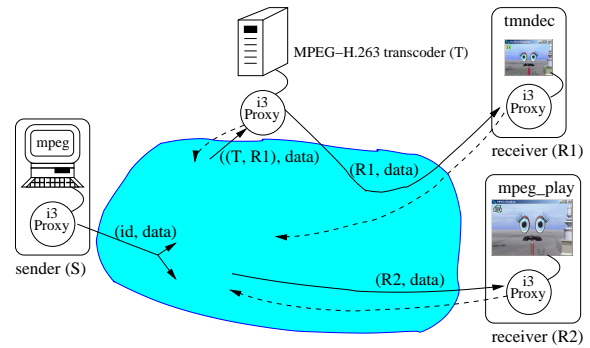 tmndec
MPEG–H.263 transcoder (T)
i3
Proxy
i3
Proxy
mpeg
((T, R1), data)
(R1, data)
receiver (R1)
mpeg_play
i3
Proxy
(id, data)
sender (S)
(R2, data)
i3
Proxy
receiver (R2)